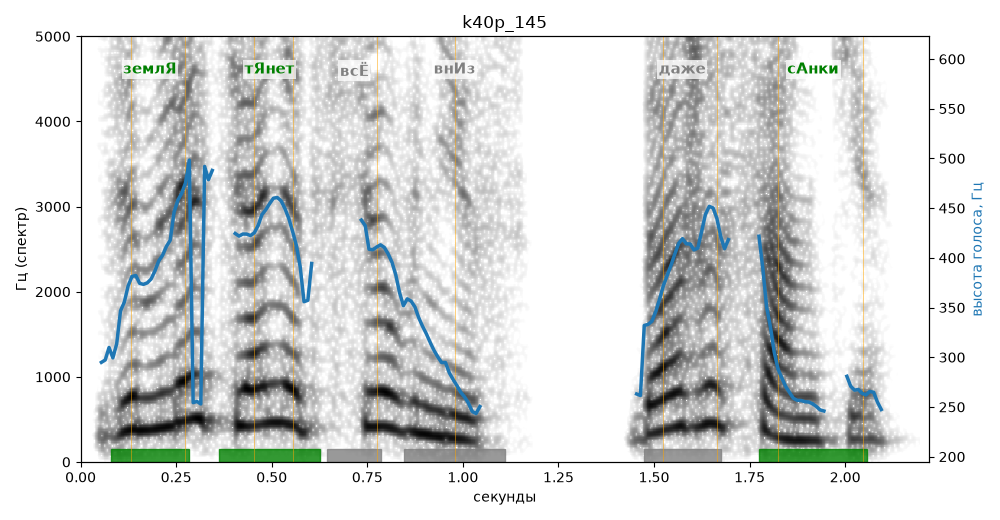 k40p_145
землЯ тЯнет всЁ внИз даже сАнки
5000
4000
3000
2000
1000
0
Гц (спектр)
600
550
500
450
400
350
300
250
200
высота голоса, Гц
0.00 0.25 0.50 0.75 1.00 1.25 1.50 1.75 2.00
секунды